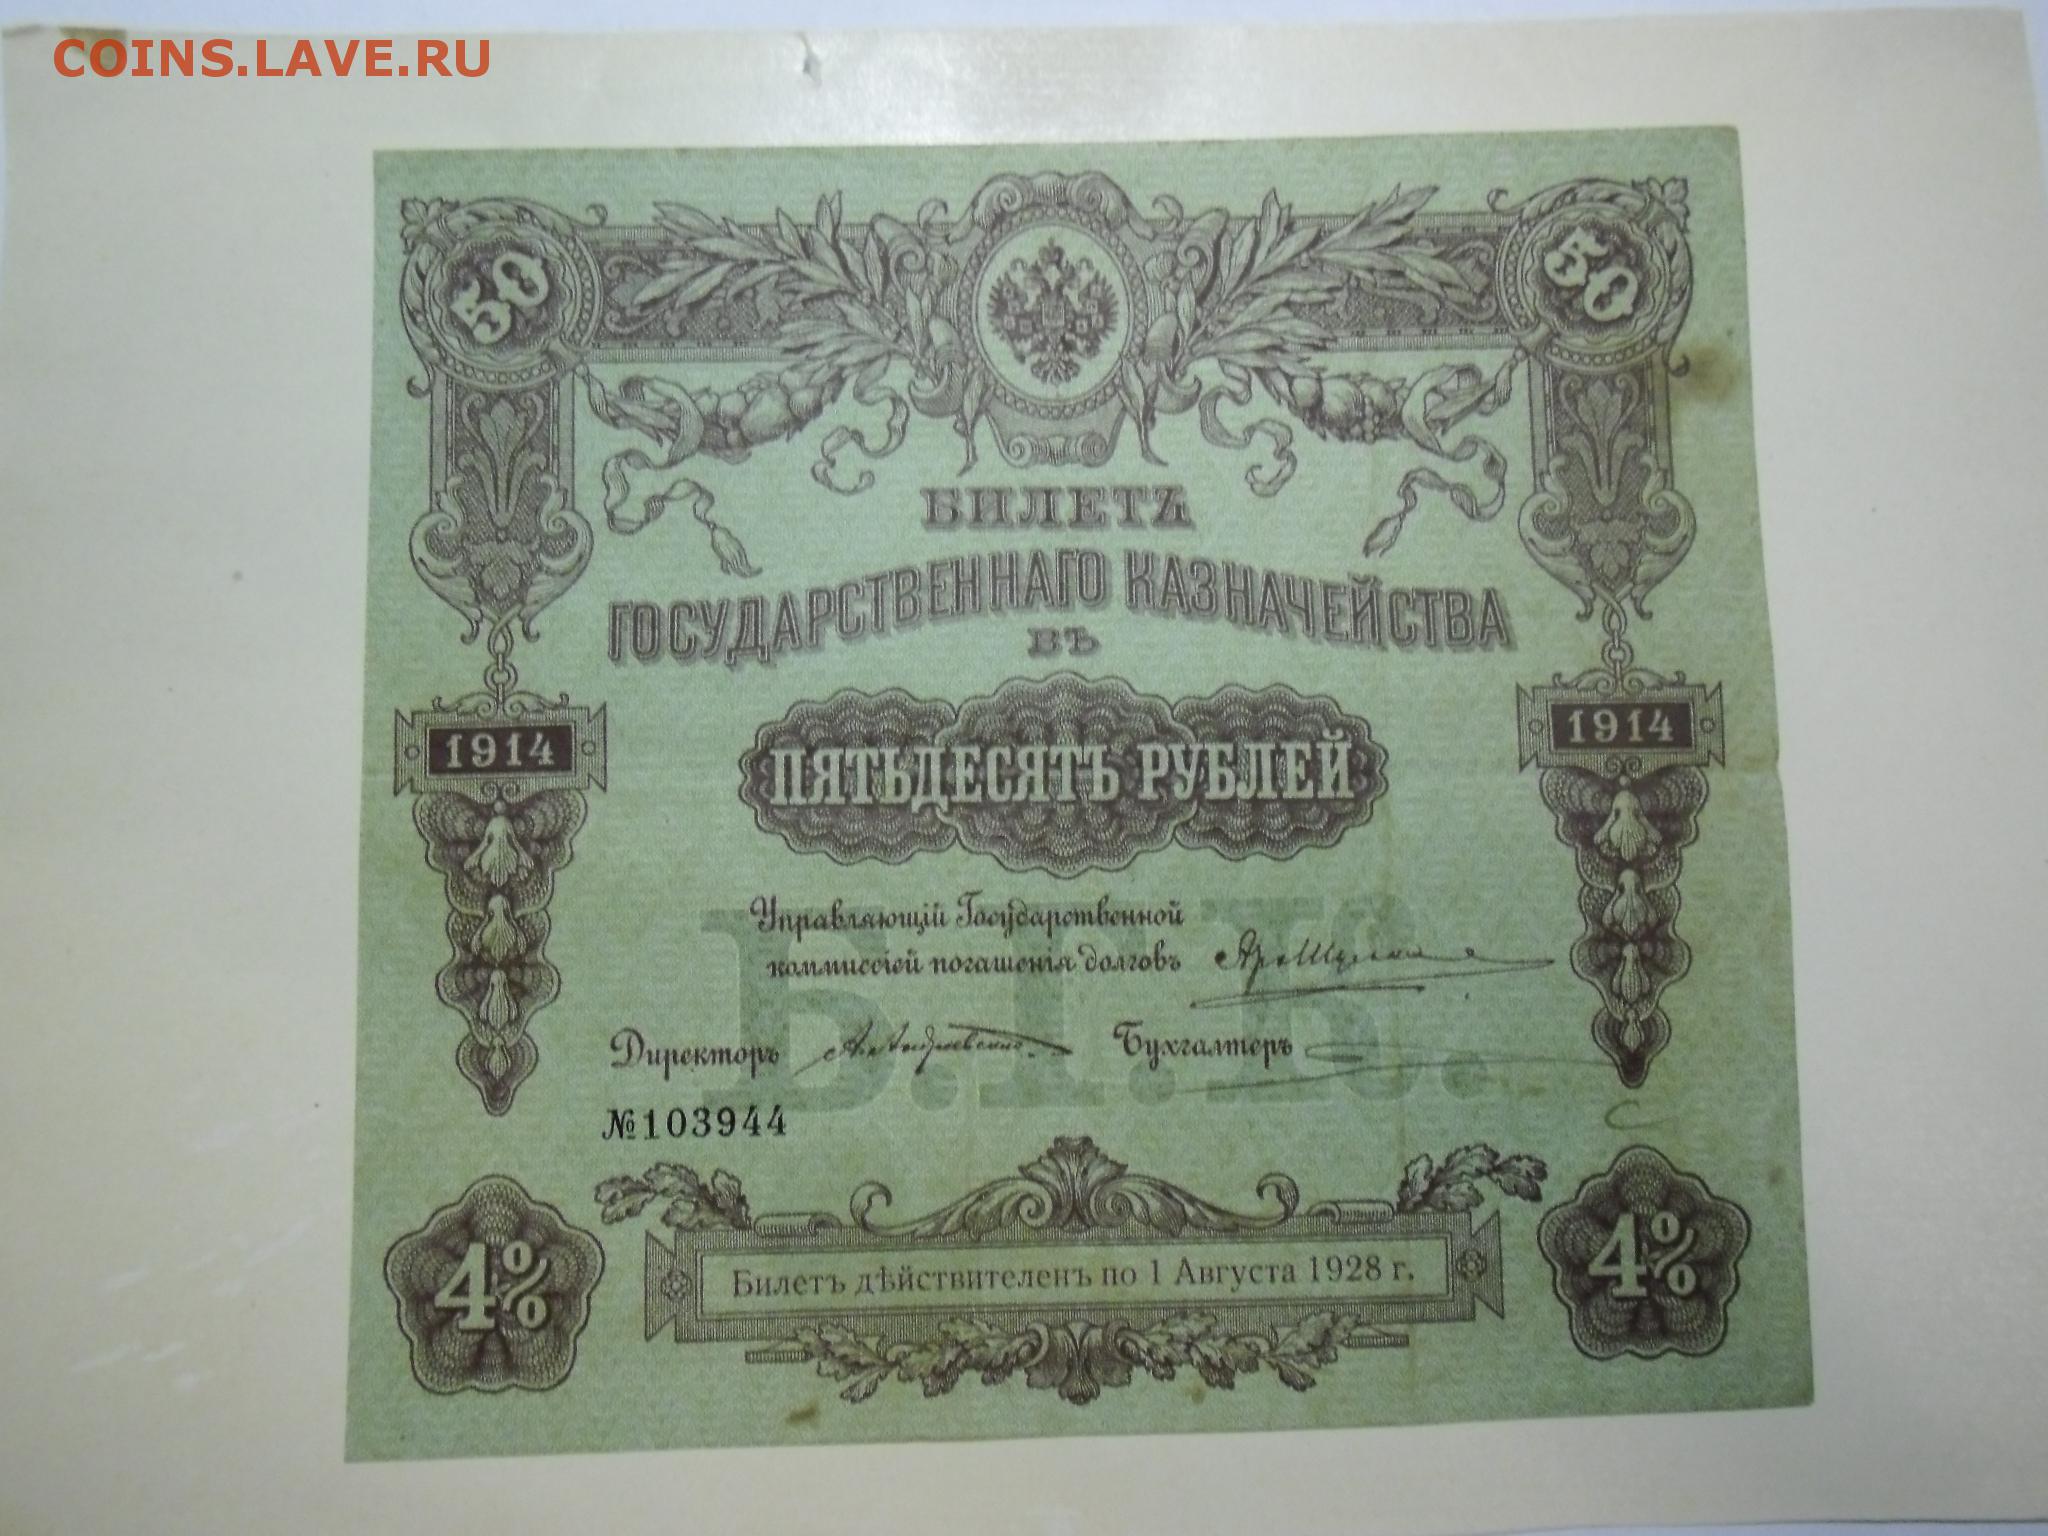 COINS.LAVE.RU
50 50
БИЛЕТЪ
ГОСУДАРСТВЕННАГО КАЗНАЧЕЙСТВА
ВЪ
1914 1914
ПЯТЬДЕСЯТЪ РУБЛЕЙ
Управляющій Государственной
коммиссіей погашенія долговъ
Б.Г.К.
Директоръ Бухгалтеръ
№103944
4% 4%
Билетъ дѣйствителенъ по 1 Августа 1928 г.